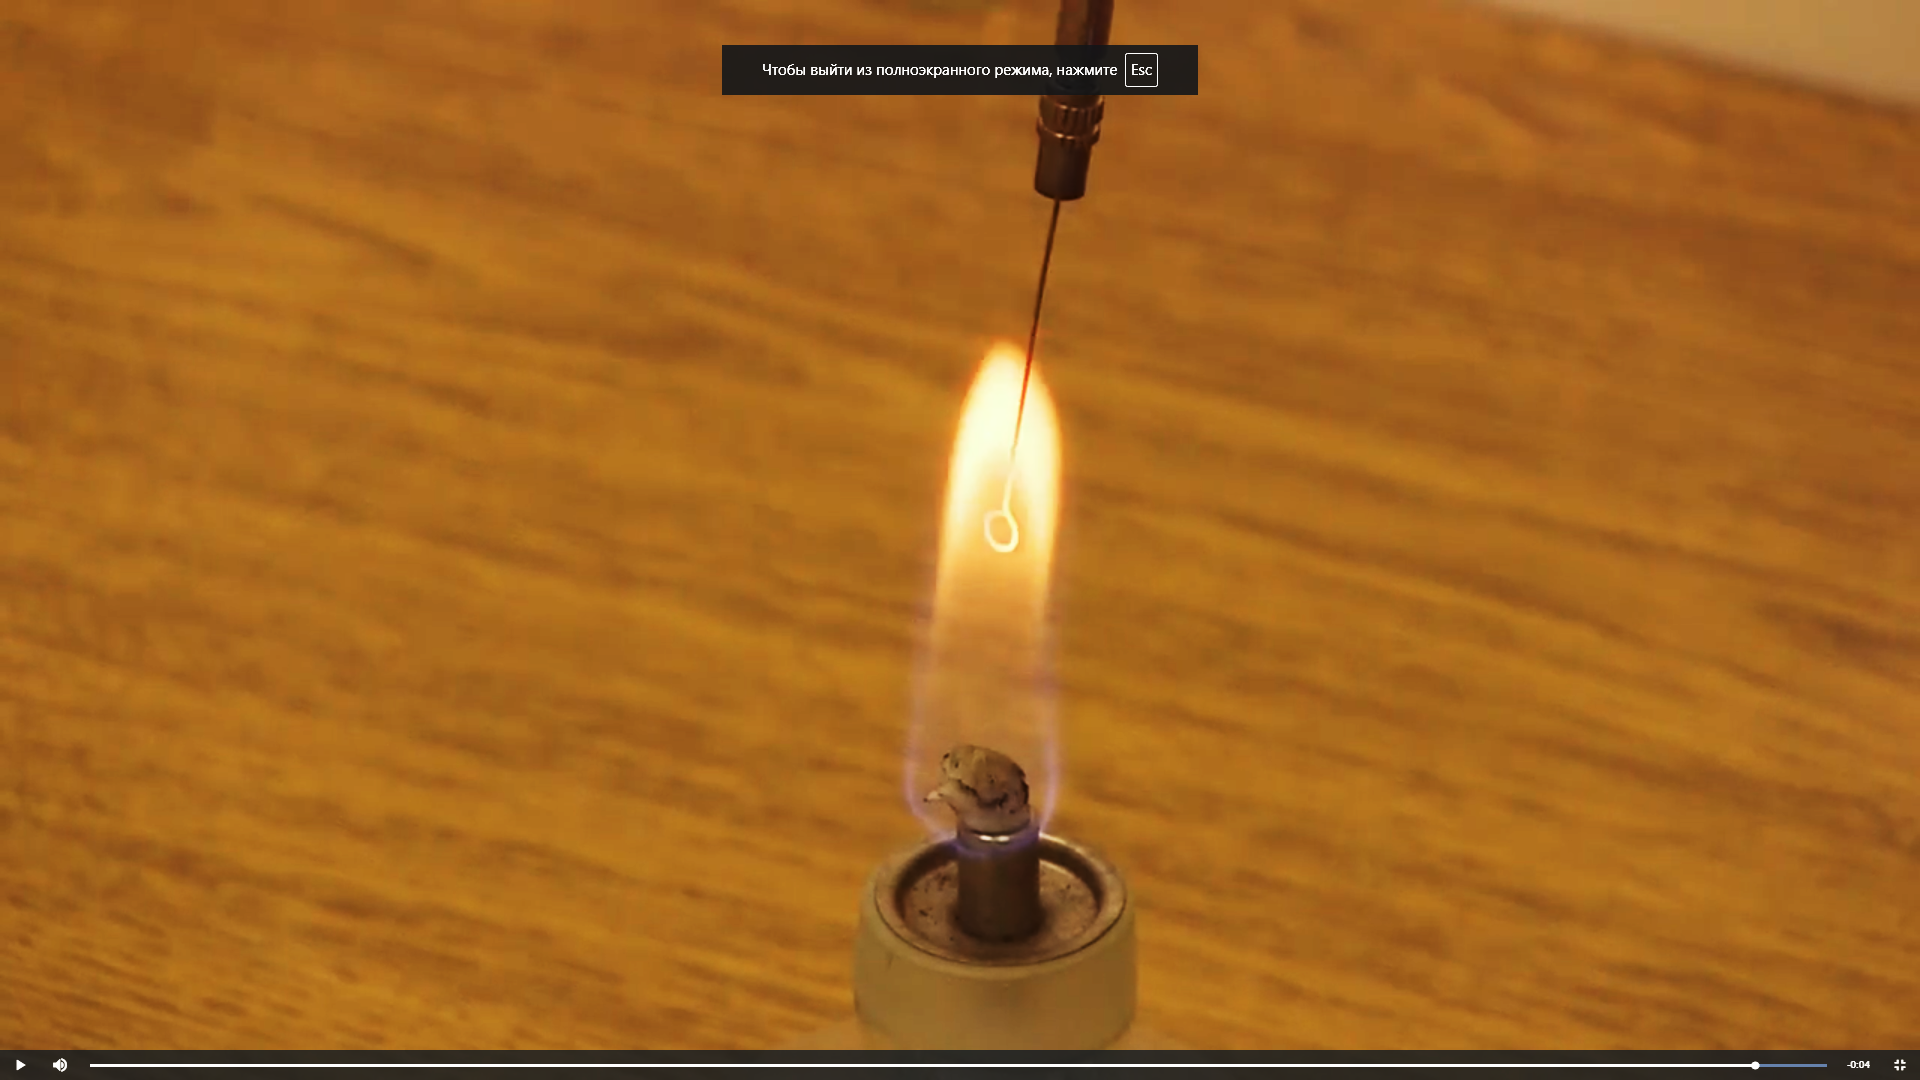 Чтобы выйти из полноэкранного режима, нажмите Esc
-0:04